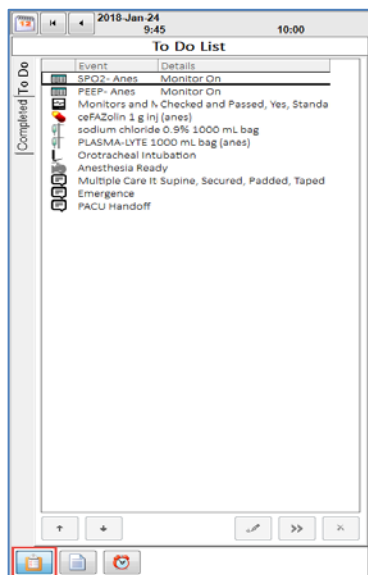 12
2018-Jan-24
9:45 10:00
To Do List
To Do
Completed
Event Details
SPO2- Anes Monitor On
PEEP- Anes Monitor On
Monitors and M Checked and Passed, Yes, Standa
ceFAZolin 1 g inj (anes)
sodium chloride 0.9% 1000 mL bag
PLASMA-LYTE 1000 mL bag (anes)
Orotracheal Intubation
Anesthesia Ready
Multiple Care It Supine, Secured, Padded, Taped
Emergence
PACU Handoff